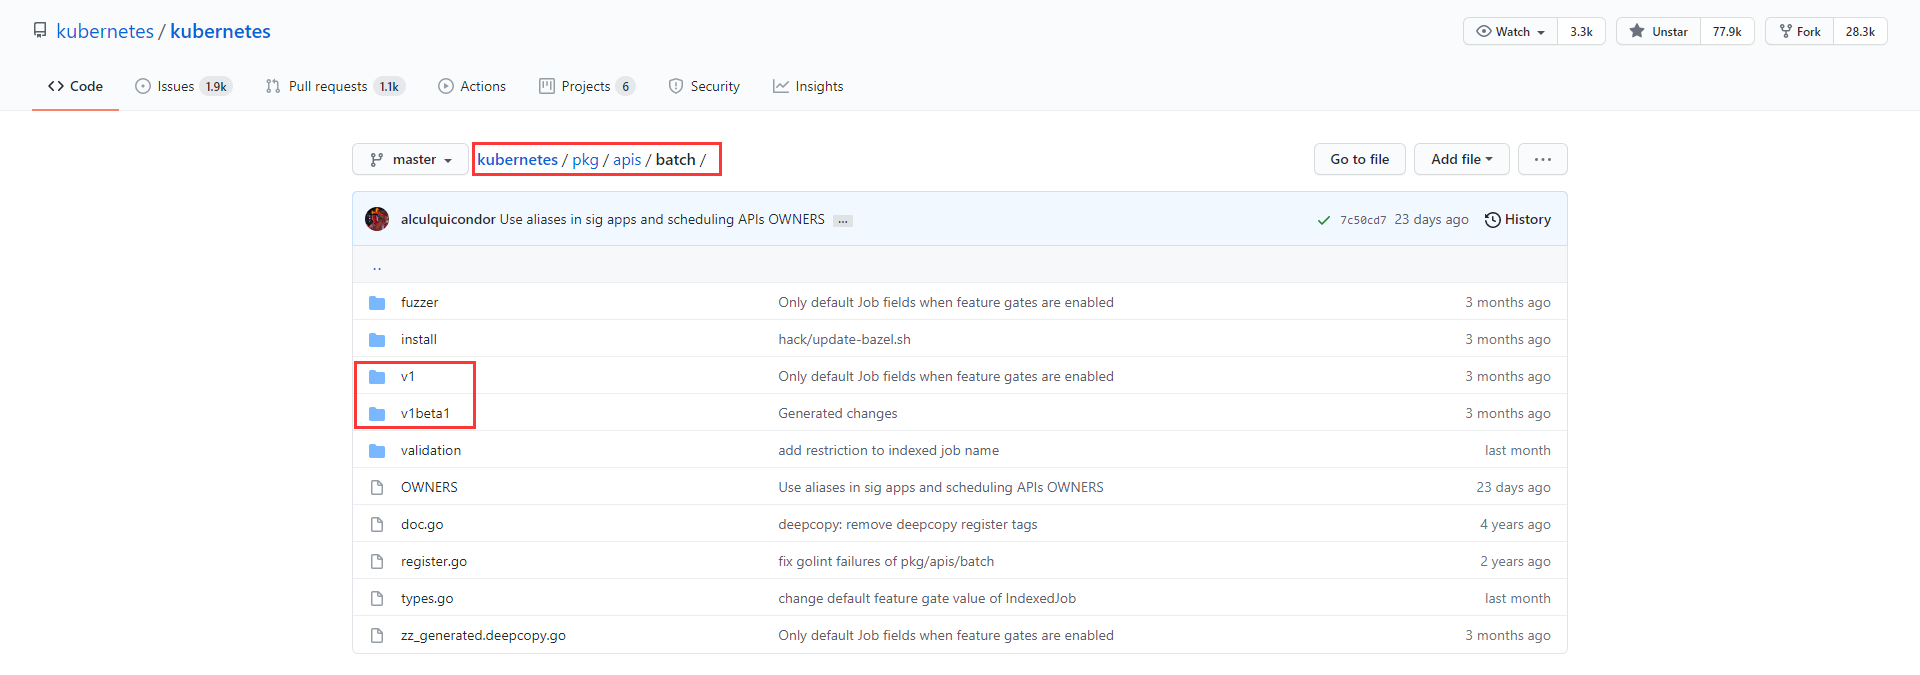 kubernetes / kubernetes
Watch 3.3k Unstar 77.9k Fork 28.3k
Code Issues 1.9k Pull requests 1.1k Actions Projects 6 Security Insights
master kubernetes / pkg / apis / batch / Go to file Add file ...
alculquicondor Use aliases in sig apps and scheduling APIs OWNERS ... 7c50cd7 23 days ago History
..
fuzzer Only default Job fields when feature gates are enabled 3 months ago
install hack/update-bazel.sh 3 months ago
v1 Only default Job fields when feature gates are enabled 3 months ago
v1beta1 Generated changes 3 months ago
validation add restriction to indexed job name last month
OWNERS Use aliases in sig apps and scheduling APIs OWNERS 23 days ago
doc.go deepcopy: remove deepcopy register tags 4 years ago
register.go fix golint failures of pkg/apis/batch 2 years ago
types.go change default feature gate value of IndexedJob last month
zz_generated.deepcopy.go Only default Job fields when feature gates are enabled 3 months ago